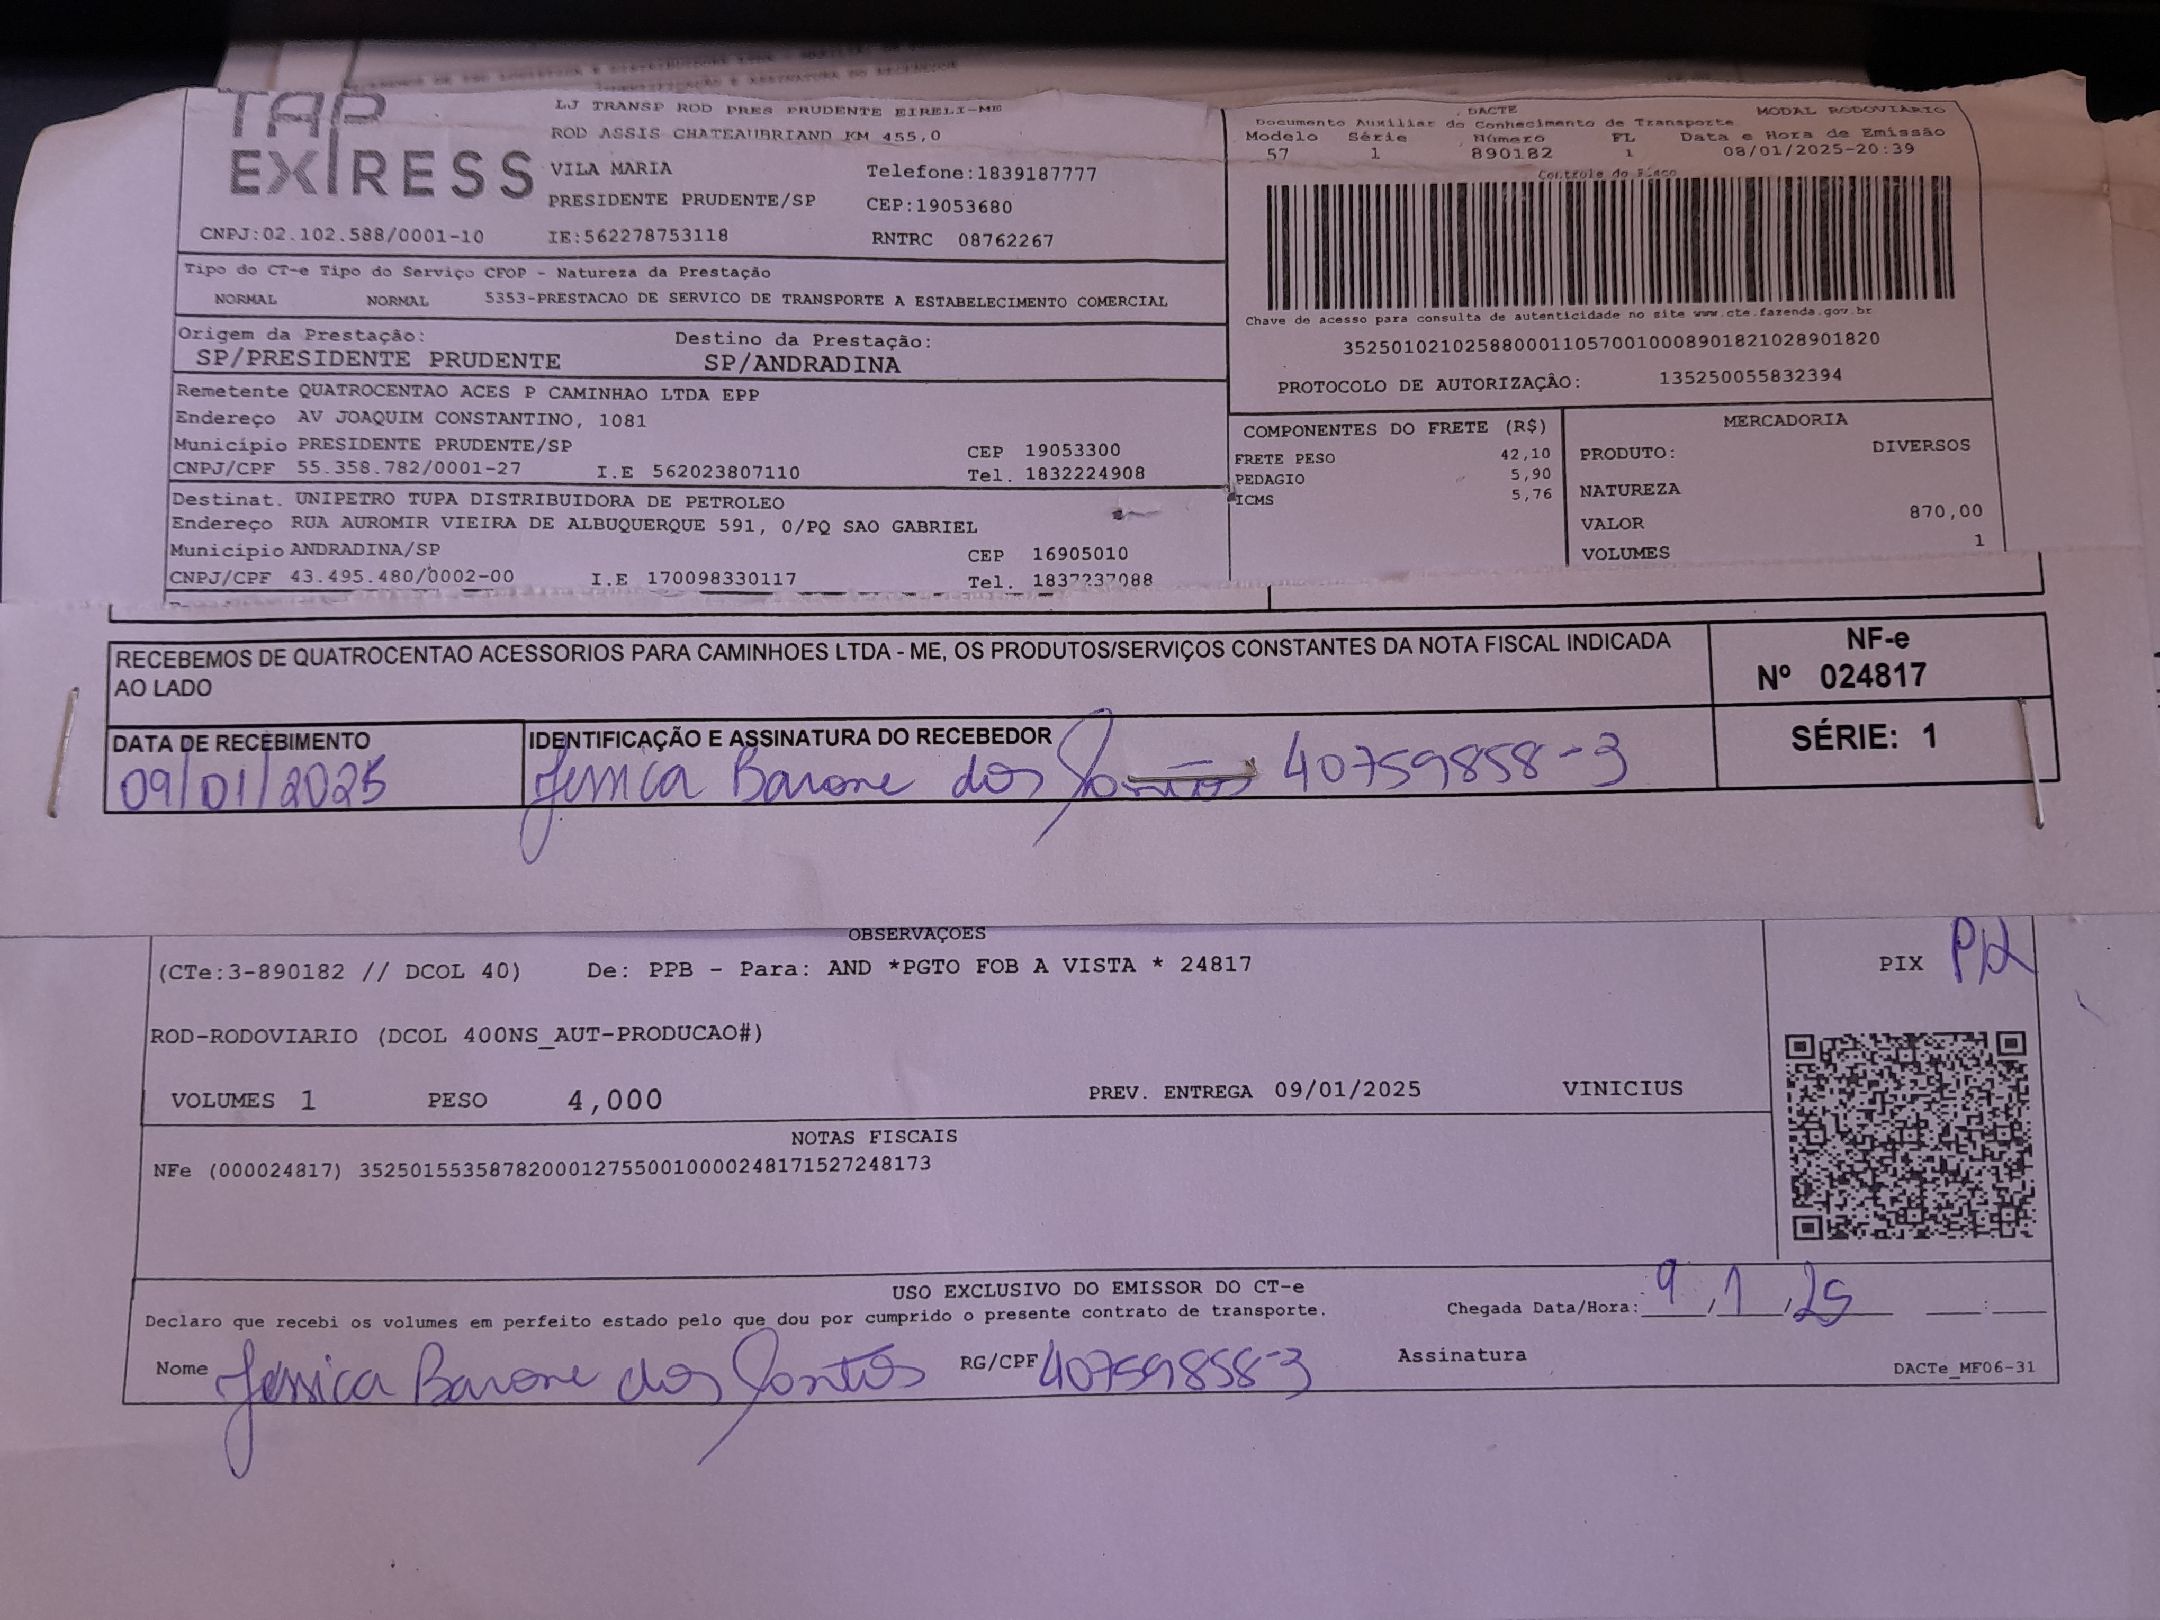 TAP
EXPRESS
LJ TRANSP ROD PRES PRUDENTE EIRELI-ME
ROD ASSIS CHATEAUBRIAND KM 455,0
VILA MARIA Telefone:1839187777
PRESIDENTE PRUDENTE/SP CEP:19053680
CNPJ:02.102.588/0001-10 IE:562278753118 RNTRC 08762267
DACTE MODAL RODOVIÁRIO
Documento Auxiliar do Conhecimento de Transporte
Modelo Série Número FL Data e Hora de Emissão
57 1 890182 1 08/01/2025-20:39
Controle do Fisco
Chave de acesso para consulta de autenticidade no site www.cte.fazenda.gov.br
35250102102588000110570010008901821028901820
PROTOCOLO DE AUTORIZAÇÃO: 135250055832394
Tipo do CT-e Tipo do Serviço CFOP - Natureza da Prestação
NORMAL NORMAL 5353-PRESTACAO DE SERVICO DE TRANSPORTE A ESTABELECIMENTO COMERCIAL
Origem da Prestação: Destino da Prestação:
SP/PRESIDENTE PRUDENTE SP/ANDRADINA
Remetente QUATROCENTAO ACES P CAMINHAO LTDA EPP
Endereço AV JOAQUIM CONSTANTINO, 1081
Município PRESIDENTE PRUDENTE/SP CEP 19053300
CNPJ/CPF 55.358.782/0001-27 I.E 562023807110 Tel. 1832224908
Destinat. UNIPETRO TUPA DISTRIBUIDORA DE PETROLEO
Endereço RUA AUROMIR VIEIRA DE ALBUQUERQUE 591, 0/PQ SAO GABRIEL
Município ANDRADINA/SP CEP 16905010
CNPJ/CPF 43.495.480/0002-00 I.E 170098330117 Tel. 1837237088
COMPONENTES DO FRETE (R$)
FRETE PESO 42,10
PEDAGIO 5,90
ICMS 5,76
MERCADORIA
PRODUTO: DIVERSOS
NATUREZA
VALOR 870,00
VOLUMES 1
RECEBEMOS DE QUATROCENTAO ACESSORIOS PARA CAMINHOES LTDA - ME, OS PRODUTOS/SERVIÇOS CONSTANTES DA NOTA FISCAL INDICADA
AO LADO
NF-e
Nº 024817
SÉRIE: 1
DATA DE RECEBIMENTO
09/01/2025
IDENTIFICAÇÃO E ASSINATURA DO RECEBEDOR
Jessica Barone dos Santos 40759858-3
OBSERVAÇOES
(CTe:3-890182 // DCOL 40) De: PPB - Para: AND *PGTO FOB A VISTA * 24817
PIX
ROD-RODOVIARIO (DCOL 400NS_AUT-PRODUCAO#)
VOLUMES 1 PESO 4,000 PREV. ENTREGA 09/01/2025 VINICIUS
NOTAS FISCAIS
NFe (000024817) 35250155358782000127550010000248171527248173
USO EXCLUSIVO DO EMISSOR DO CT-e
Declaro que recebi os volumes em perfeito estado pelo que dou por cumprido o presente contrato de transporte.
Chegada Data/Hora: 9 / 1 / 25 :
Nome Jessica Barone dos Santos RG/CPF 40759858-3 Assinatura
DACTe_MF06-31